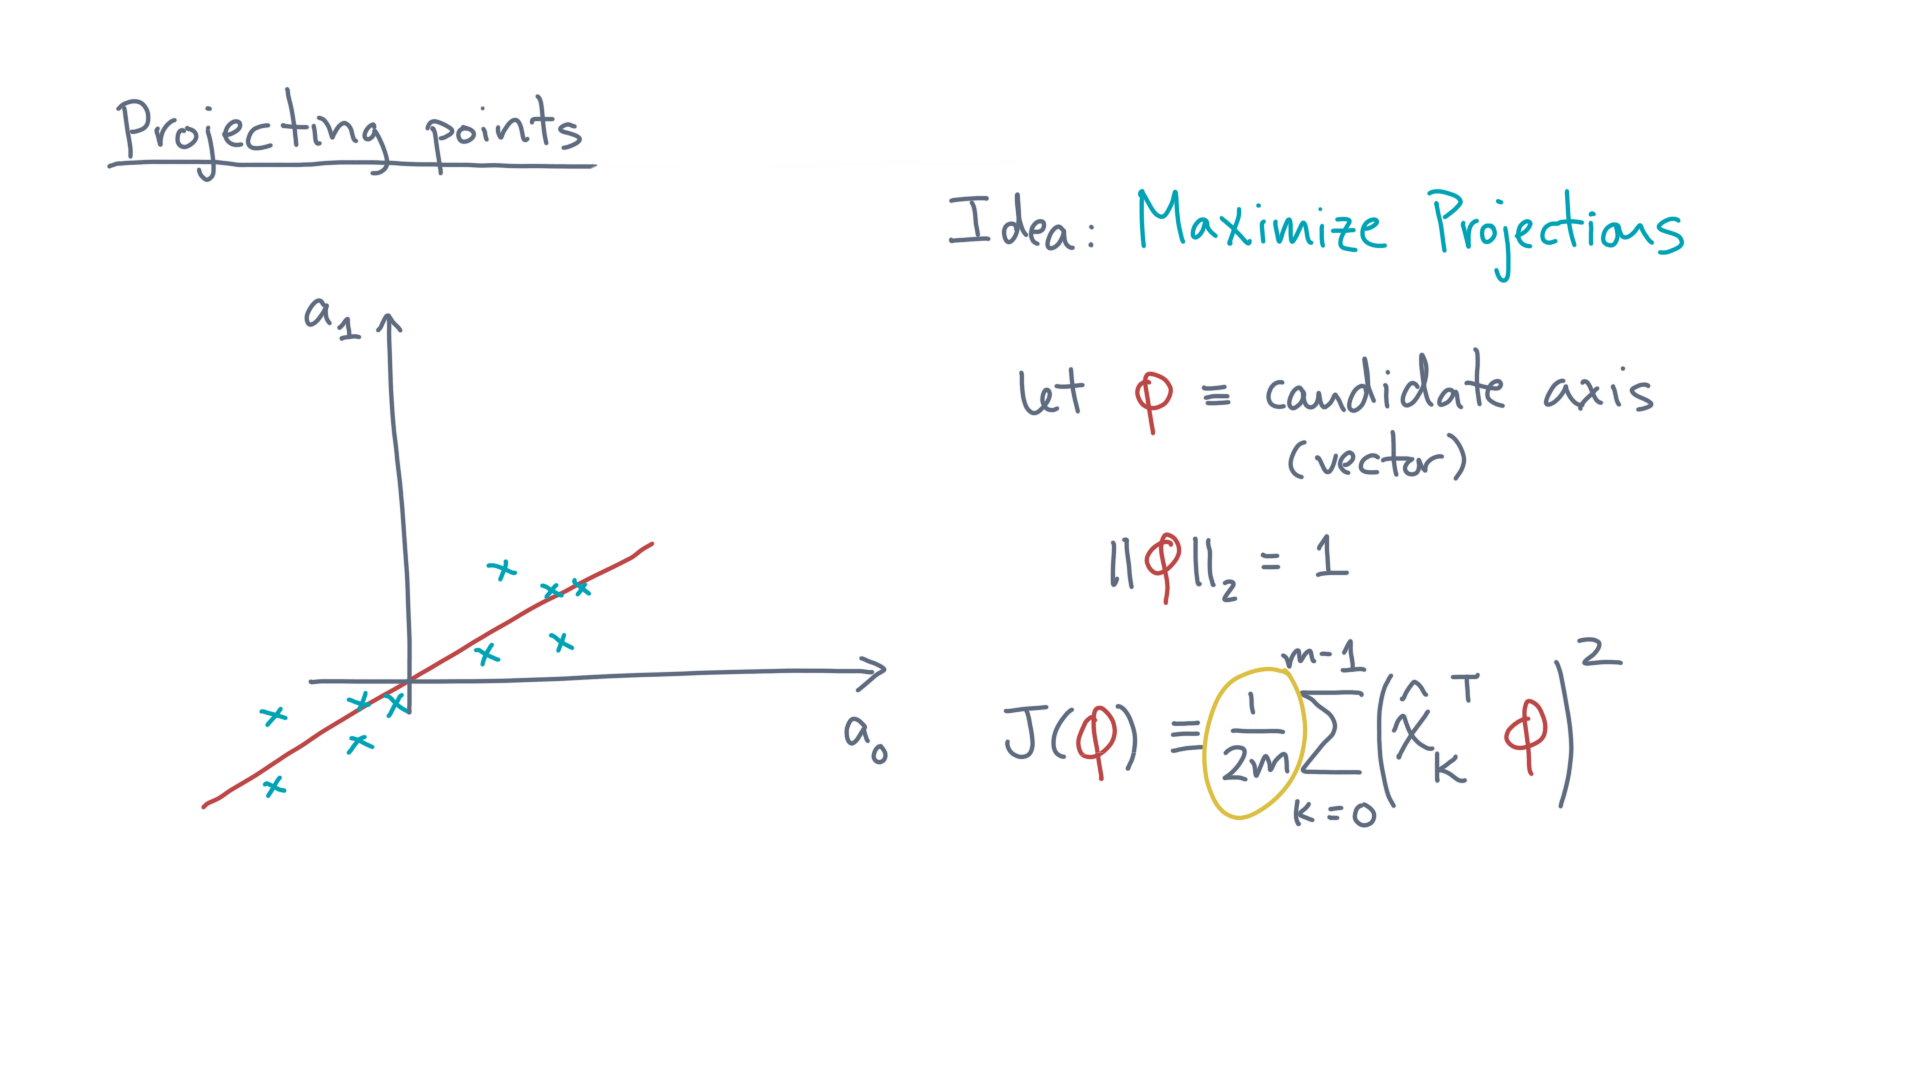 Projecting points
Idea: Maximize Projections
a₁
Let φ ≡ candidate axis
(vector)
||φ||₂ = 1
a₀
J(φ) ≡ 1/2m ∑_{k=0}^{m-1} (x̂ₖᵀ φ)²